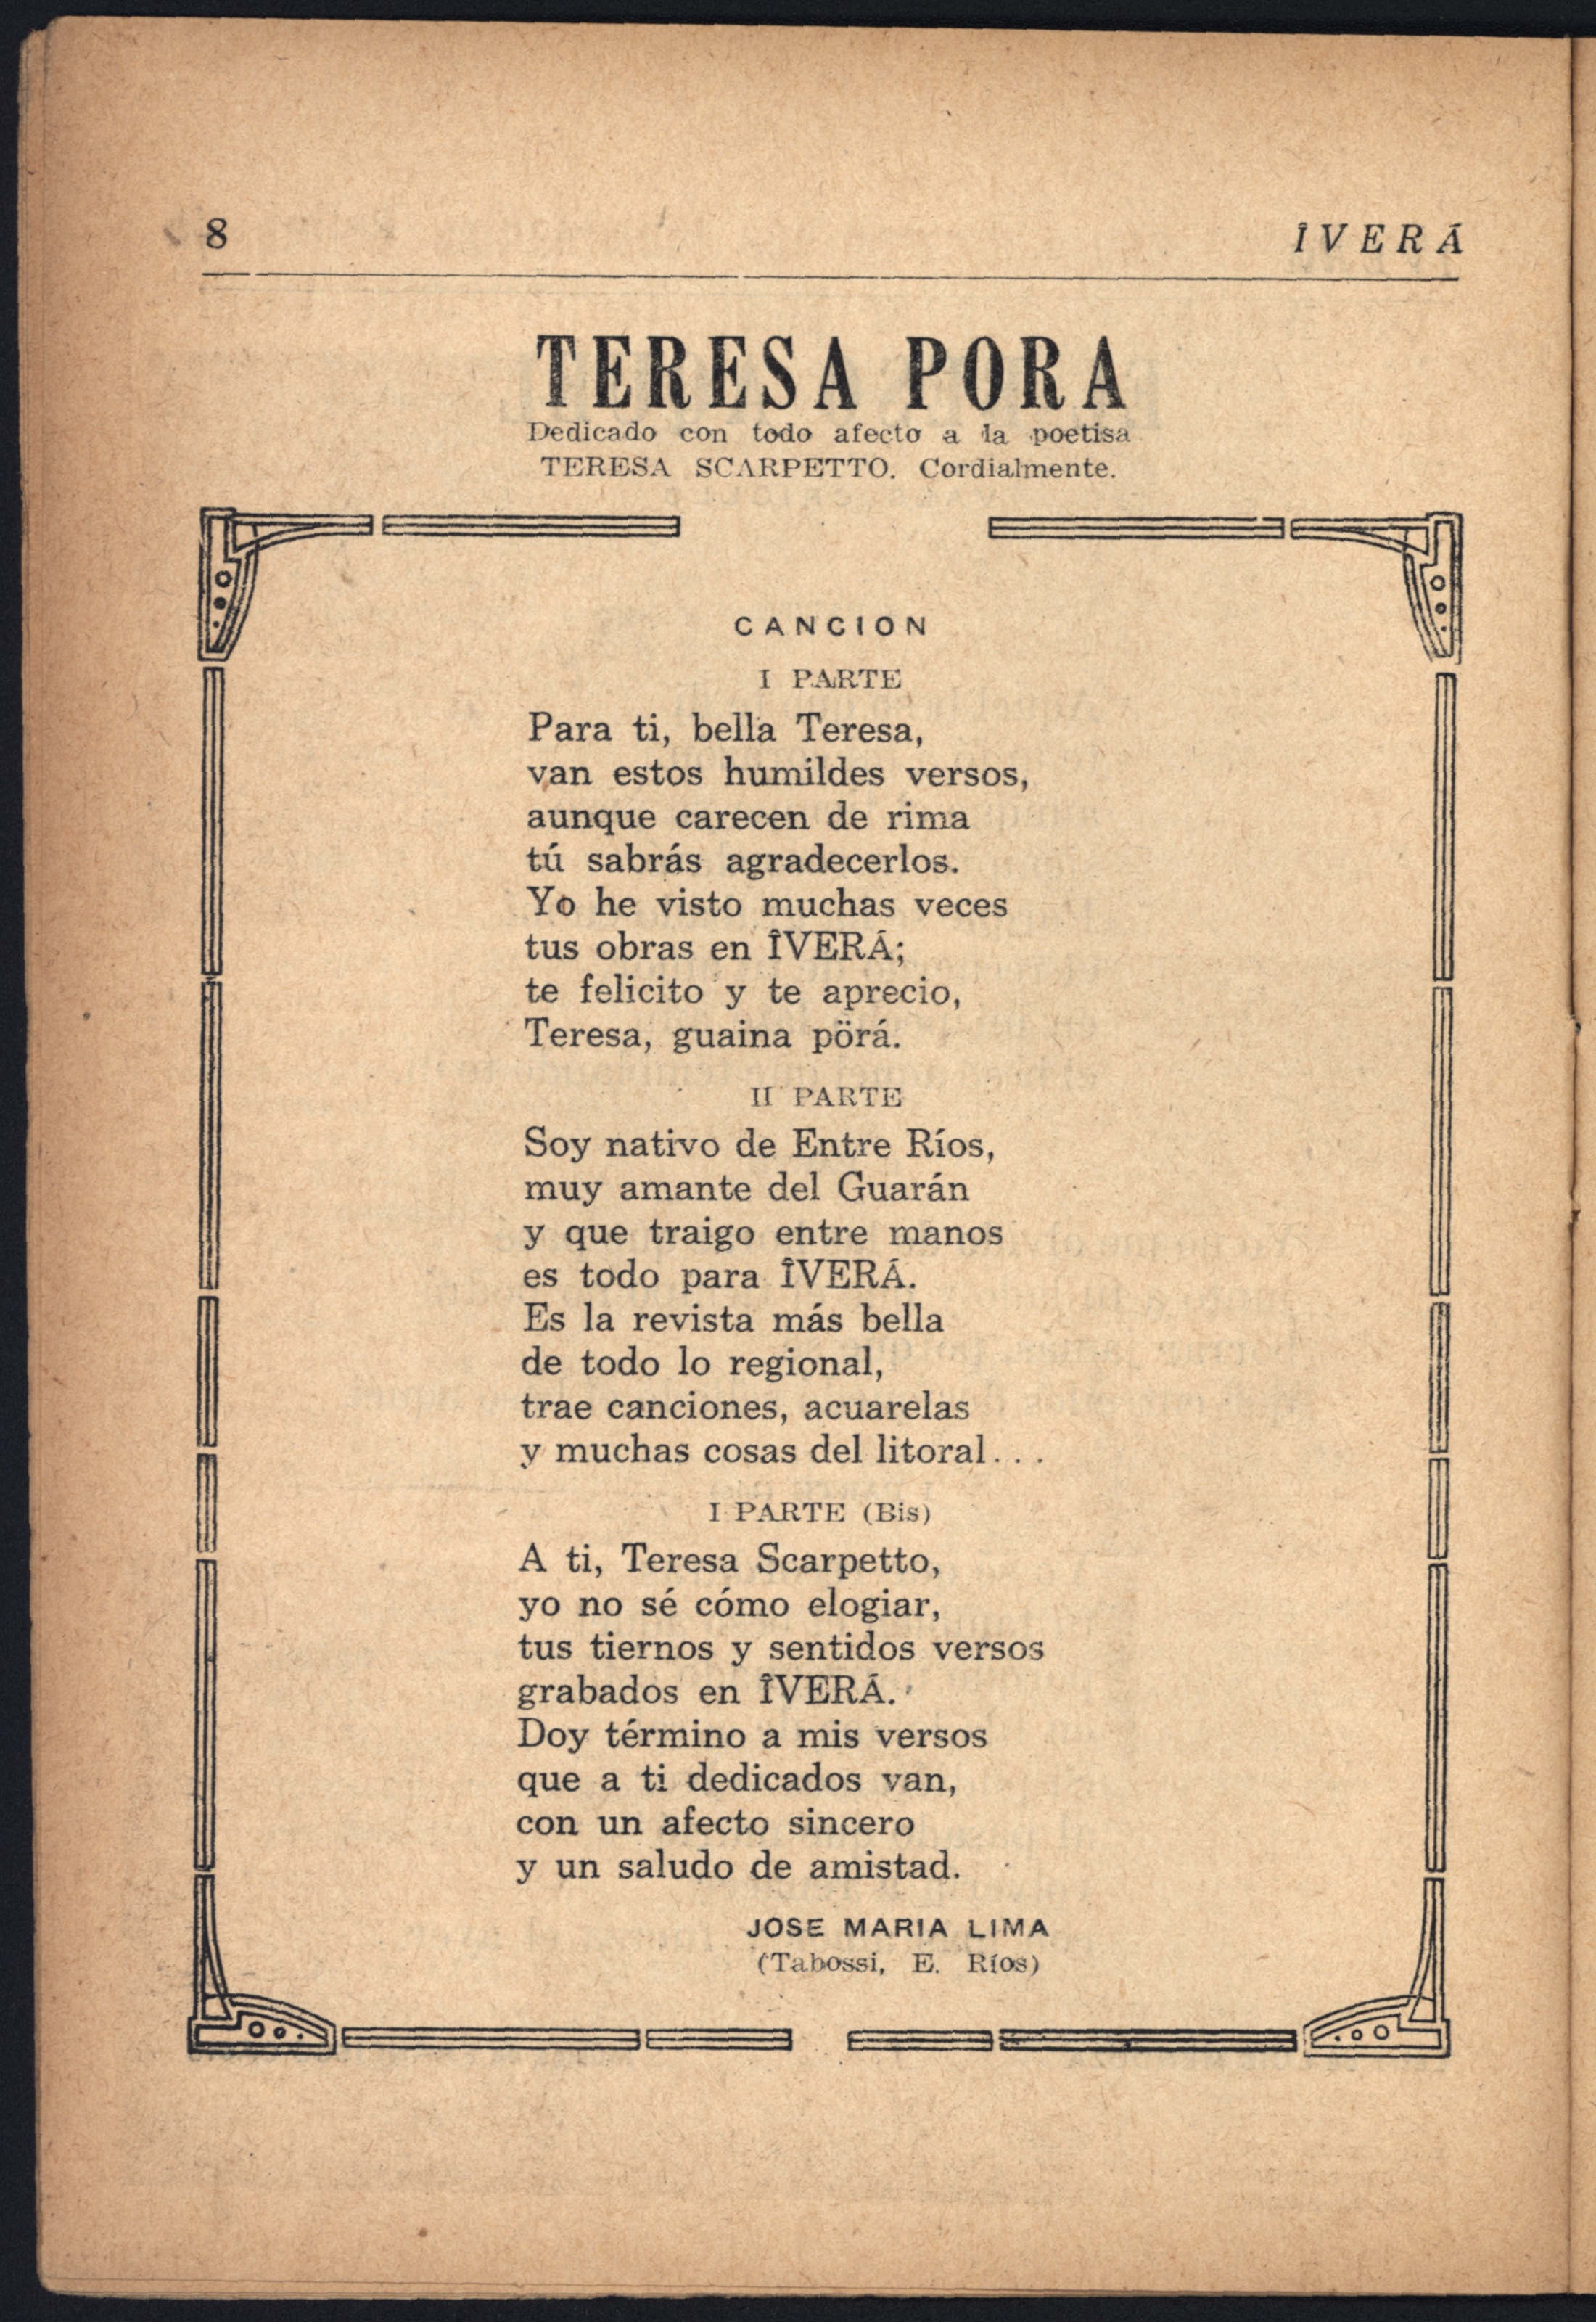 8 ÎVERÁ
TERESA PORA
Dedicado con todo afecto a la poetisa
TERESA SCARPETTO. Cordialmente.
CANCION
I PARTE
Para ti, bella Teresa,
van estos humildes versos,
aunque carecen de rima
tú sabrás agradecerlos.
Yo he visto muchas veces
tus obras en ÎVERÁ;
te felicito y te aprecio,
Teresa, guaina pörá.
II PARTE
Soy nativo de Entre Ríos,
muy amante del Guarán
y que traigo entre manos
es todo para ÎVERÁ.
Es la revista más bella
de todo lo regional,
trae canciones, acuarelas
y muchas cosas del litoral...
I PARTE (Bis)
A ti, Teresa Scarpetto,
yo no sé cómo elogiar,
tus tiernos y sentidos versos
grabados en ÎVERÁ.
Doy término a mis versos
que a ti dedicados van,
con un afecto sincero
y un saludo de amistad.
JOSE MARIA LIMA
(Tabossi, E. Ríos)